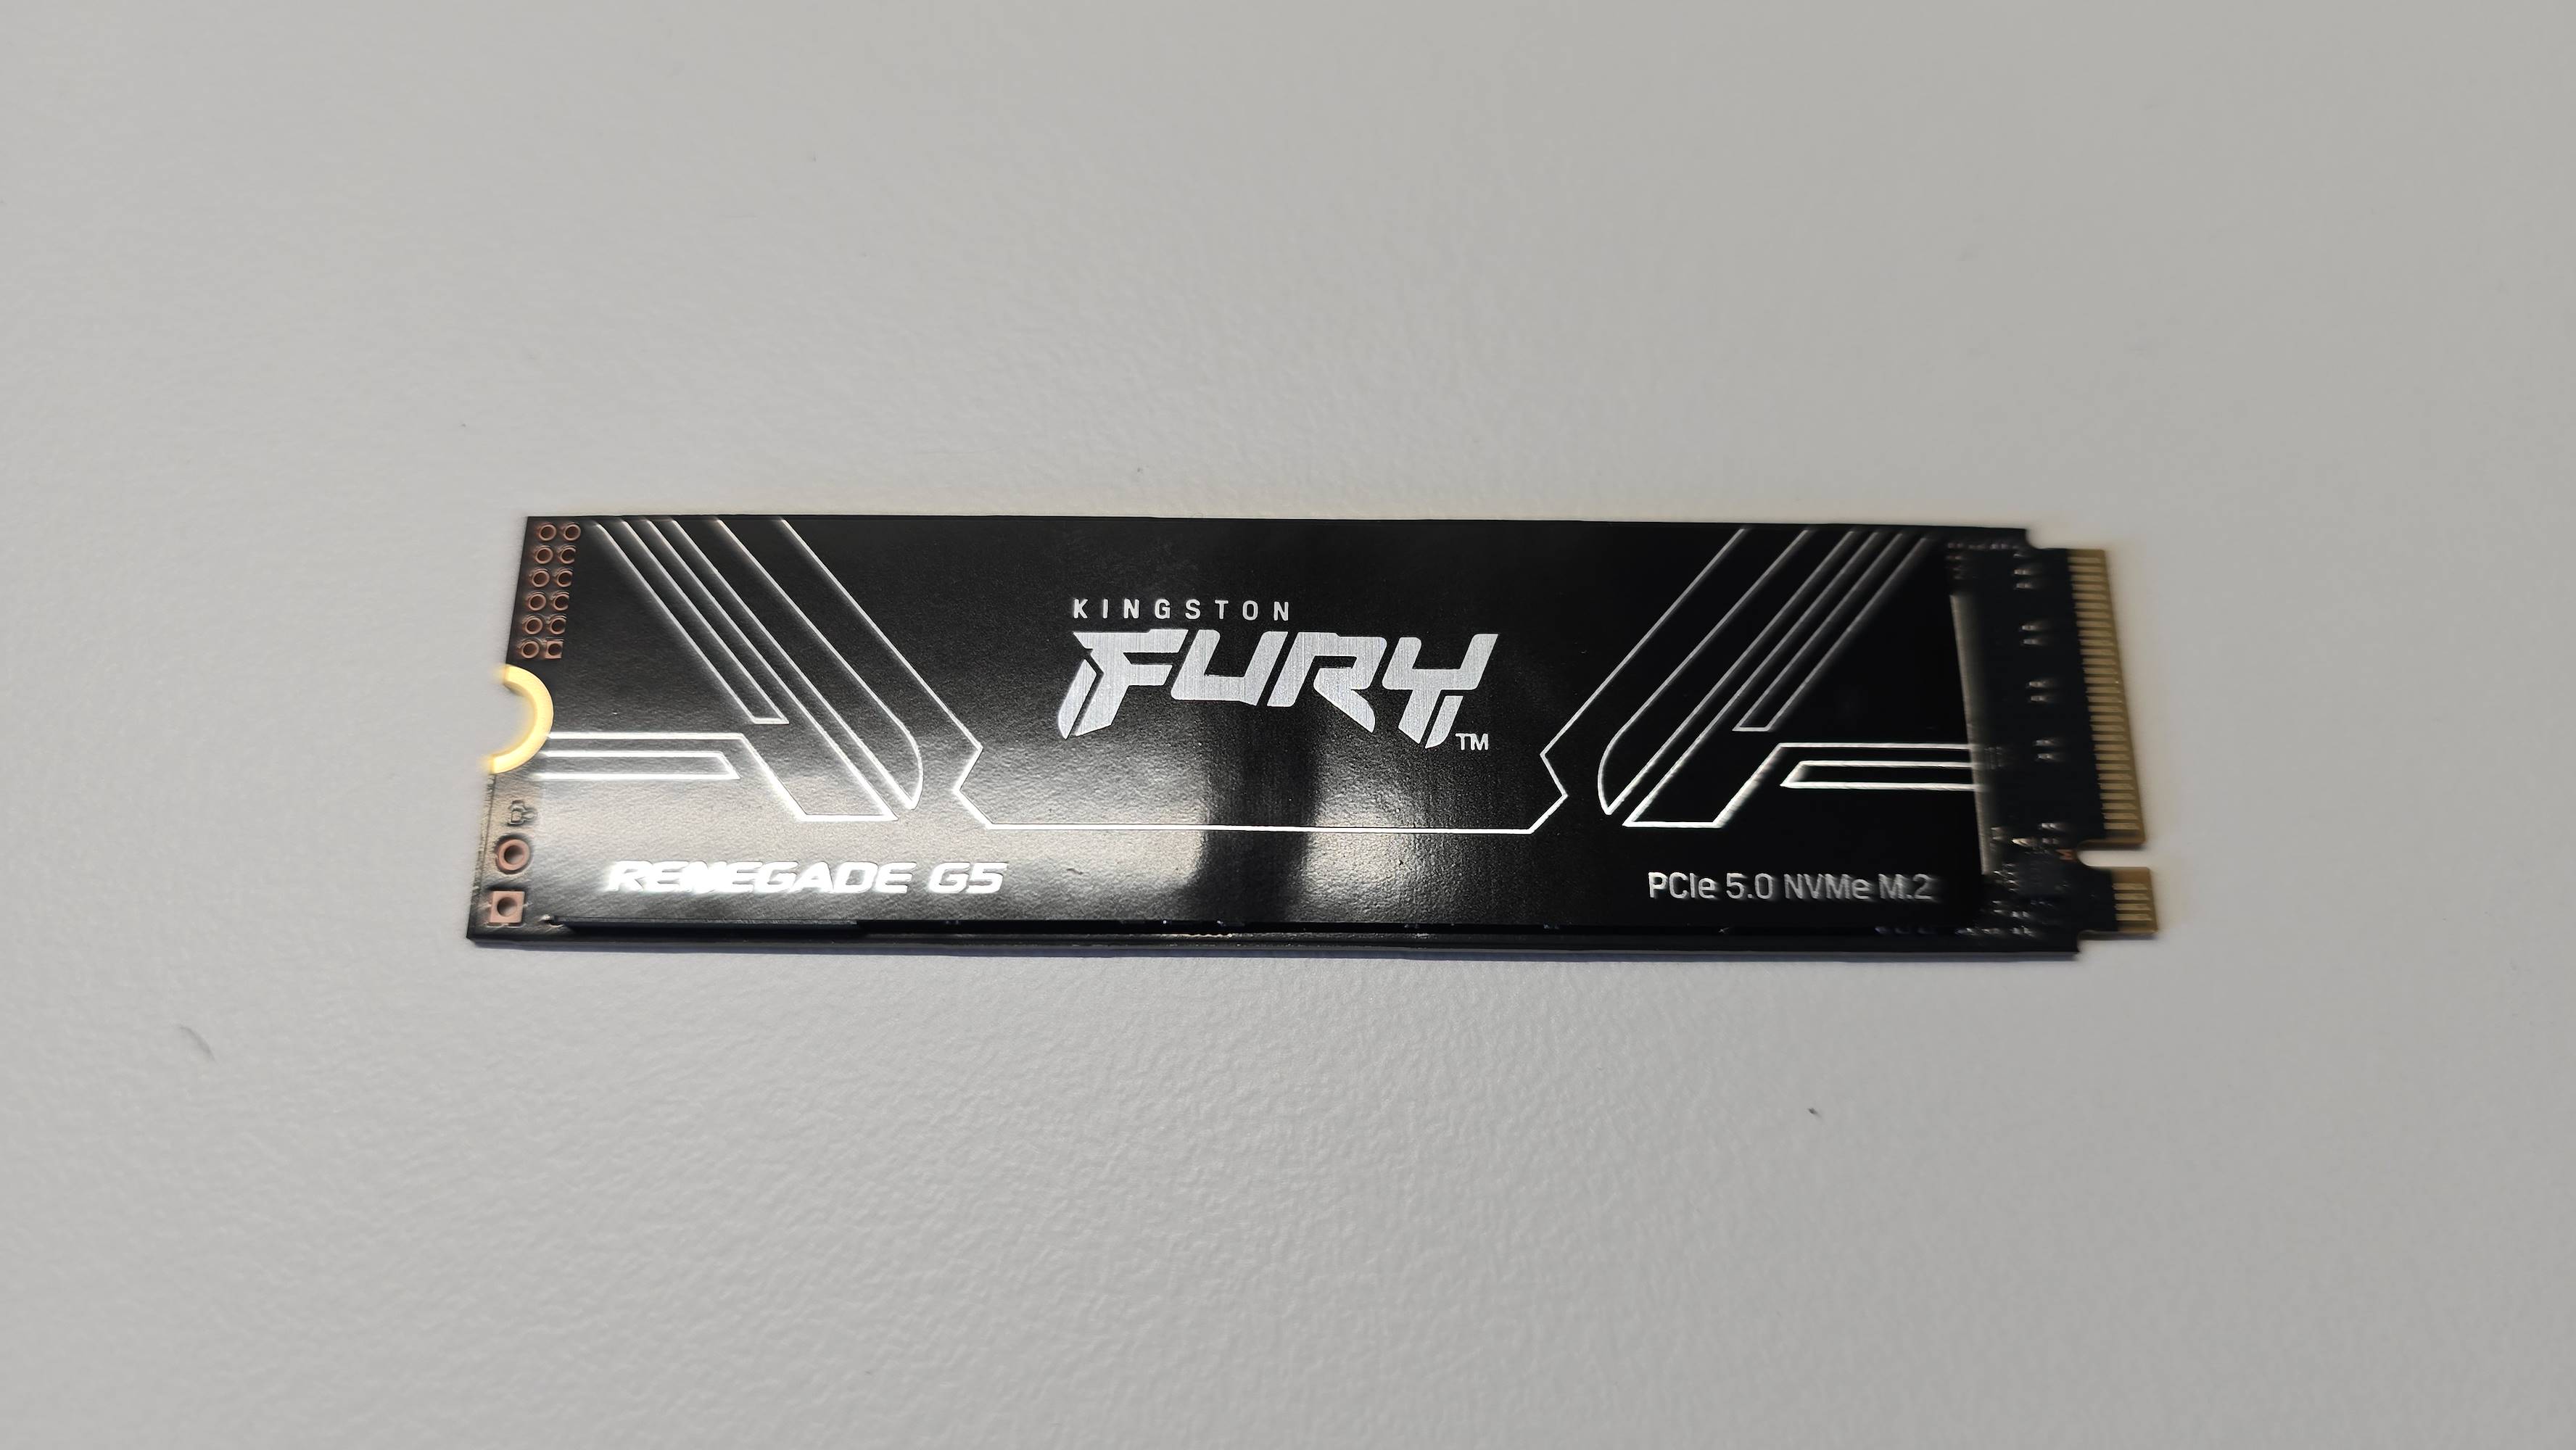 KINGSTON
FURY™
RENEGADE G5
PCIe 5.0 NVMe M.2